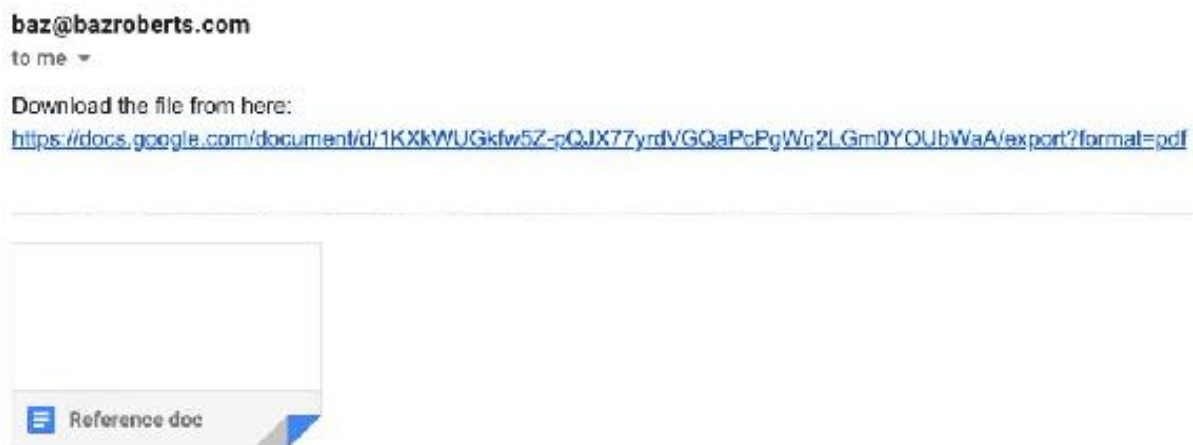 baz@bazroberts.com
to me
Download the file from here:
https://docs.google.com/document/d/1KXkWUGkfw5Z-pQJX77yrdVGQaPcPgWq2LGm0YOUbWaA/export?format=pdf
Reference doc